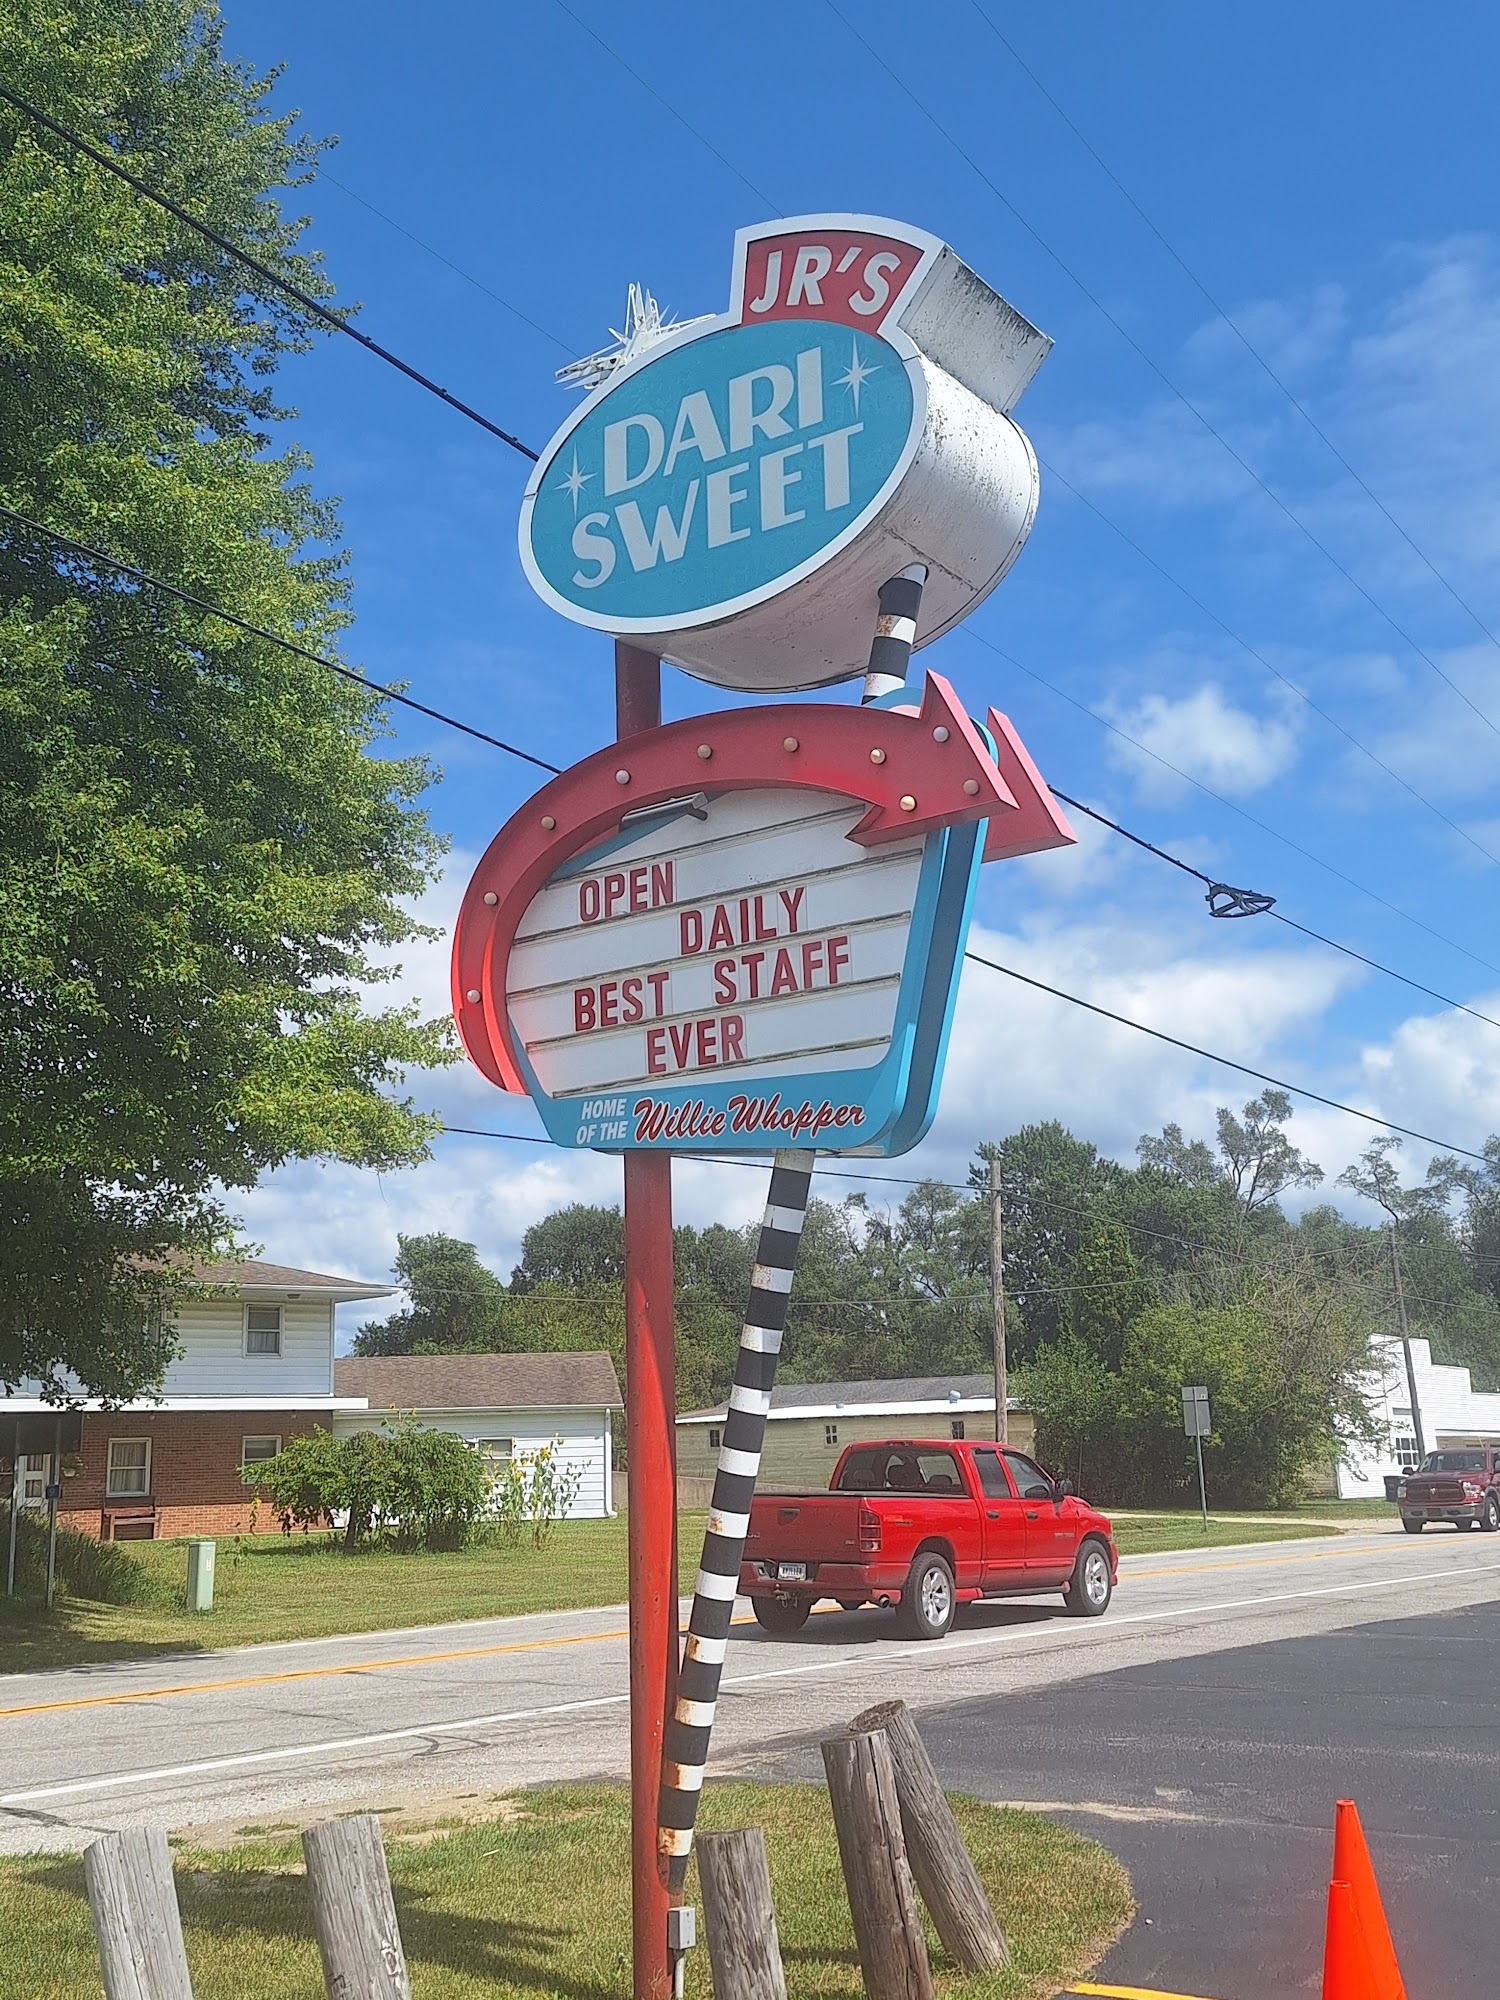 JR'S
DARI
SWEET
OPEN
DAILY
BEST STAFF
EVER
HOME
OF THE
Willie Whopper